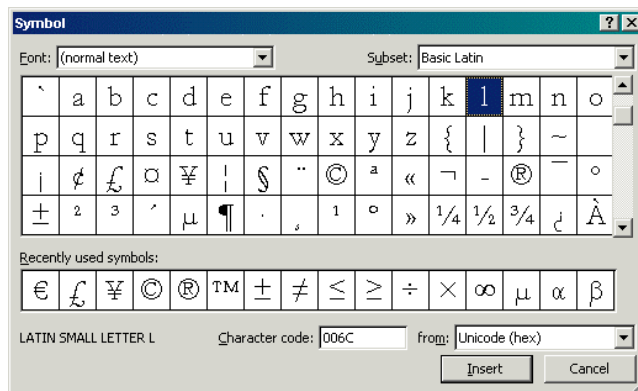 Symbol
Font: (normal text) Subset: Basic Latin
` a b c d e f g h i j k l m n o
p q r s t u v w x y z { | } ~
¡ ¢ £ ¤ ¥ ¦ § ¨ © ª « ¬ - ® ¯ °
± ² ³ ´ µ ¶ · ¸ ¹ º » ¼ ½ ¾ ¿ À
Recently used symbols:
€ £ ¥ © ® ™ ± ≠ ≤ ≥ ÷ × ∞ µ α β
LATIN SMALL LETTER L Character code: 006C from: Unicode (hex)
Insert Cancel